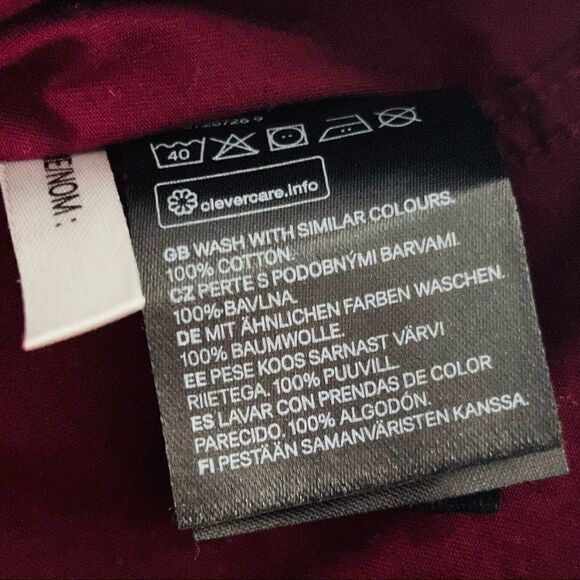 40
clevercare.info
GB WASH WITH SIMILAR COLOURS.
100% COTTON.
CZ PERTE S PODOBNÝMI BARVAMI.
100% BAVLNA.
DE MIT ÄHNLICHEN FARBEN WASCHEN.
100% BAUMWOLLE.
EE PESE KOOS SARNAST VÄRVI
RIIETEGA. 100% PUUVILL.
ES LAVAR CON PRENDAS DE COLOR
PARECIDO. 100% ALGODÓN.
FI PESTÄÄN SAMANVÄRISTEN KANSSA.
ENOM :